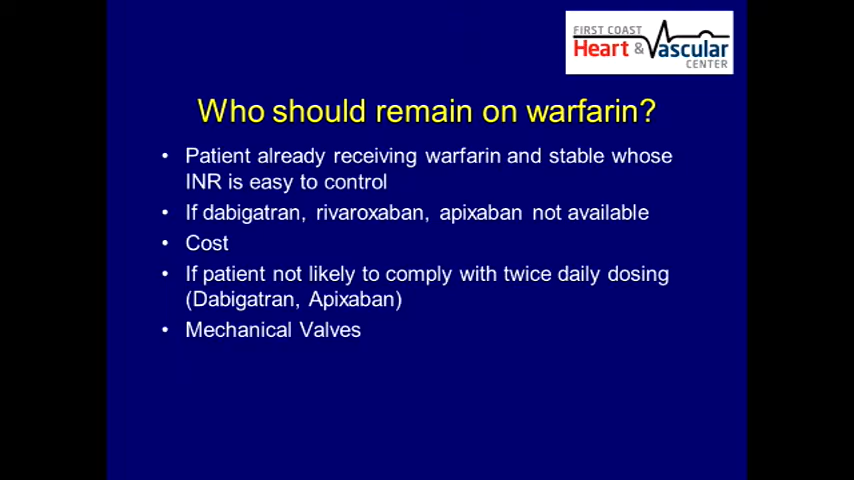 FIRST COAST
Heart & Vascular
CENTER
Who should remain on warfarin?
• Patient already receiving warfarin and stable whose
INR is easy to control
• If dabigatran, rivaroxaban, apixaban not available
• Cost
• If patient not likely to comply with twice daily dosing
(Dabigatran, Apixaban)
• Mechanical Valves